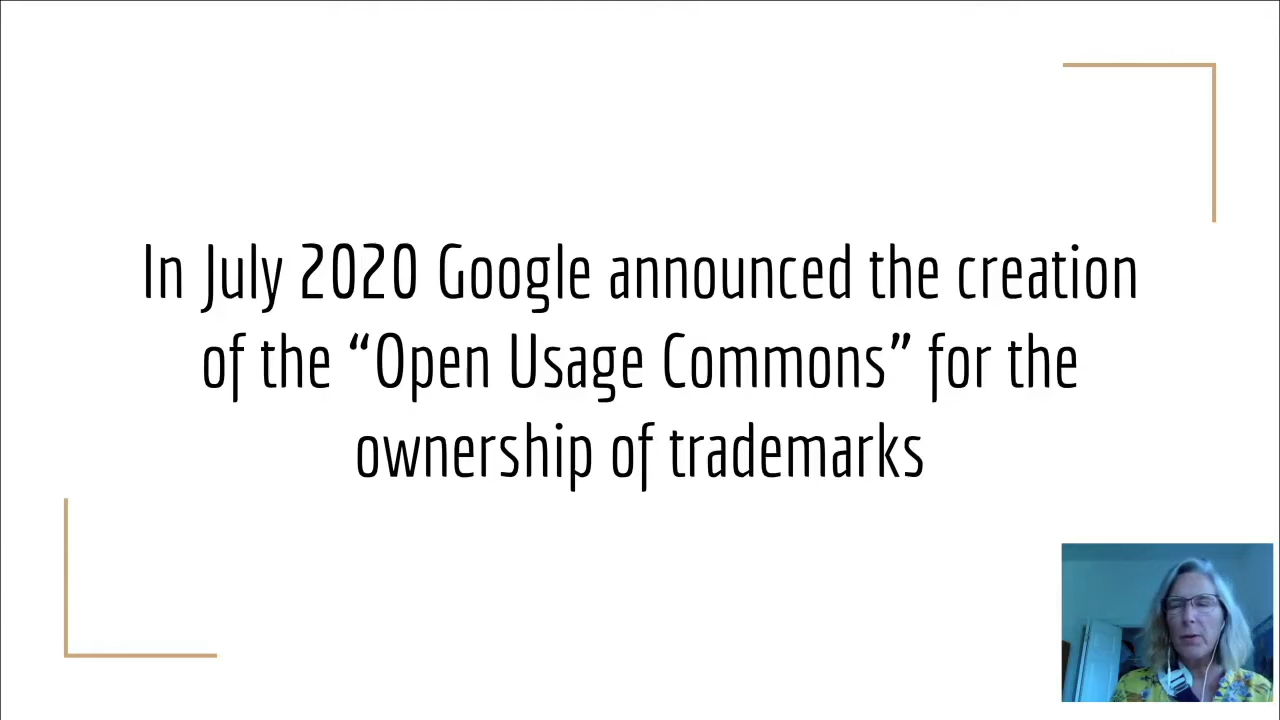 In July 2020 Google announced the creation
of the “Open Usage Commons” for the
ownership of trademarks